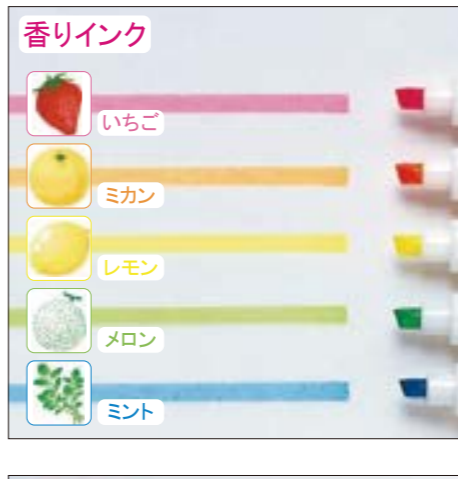 香りインク
いちご
ミカン
レモン
メロン
ミント